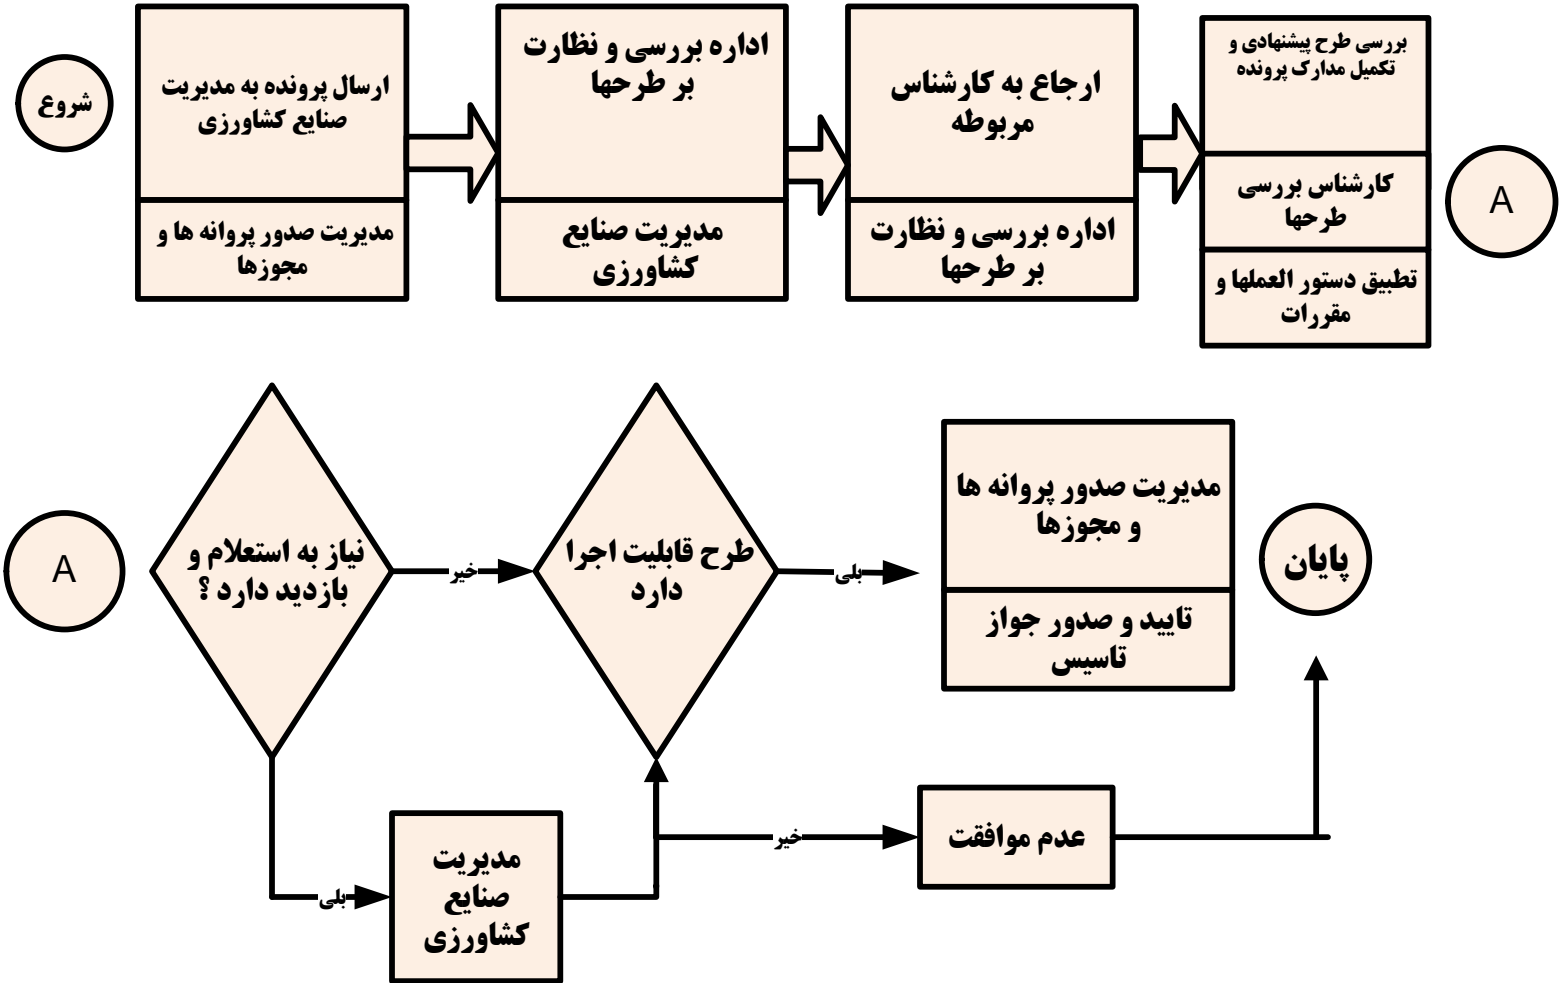 شروع
ارسال پرونده به مدیریت
صنایع کشاورزی
مدیریت صدور پروانه ها و
مجوزها
اداره بررسی و نظارت
بر طرحها
مدیریت صنایع
کشاورزی
ارجاع به کارشناس
مربوطه
اداره بررسی و نظارت
بر طرحها
بررسی طرح پیشنهادی و
تکمیل مدارک پرونده
کارشناس بررسی
طرحها
تطبیق دستور العملها و
مقررات
A
A
نیاز به استعلام و
بازدید دارد ؟
خیر
بلی
مدیریت
صنایع
کشاورزی
طرح قابلیت اجرا
دارد
بلی
خیر
مدیریت صدور پروانه ها
و مجوزها
تایید و صدور جواز
تاسیس
عدم موافقت
پایان